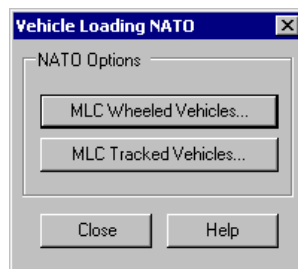 Vehicle Loading NATO
NATO Options
MLC Wheeled Vehicles...
MLC Tracked Vehicles...
Close Help